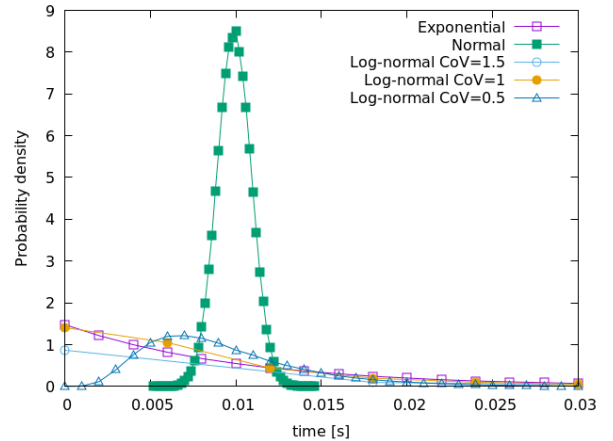 Exponential
Normal
Log-normal CoV=1.5
Log-normal CoV=1
Log-normal CoV=0.5
Probability density
9
8
7
6
5
4
3
2
1
0
0 0.005 0.01 0.015 0.02 0.025 0.03
time [s]